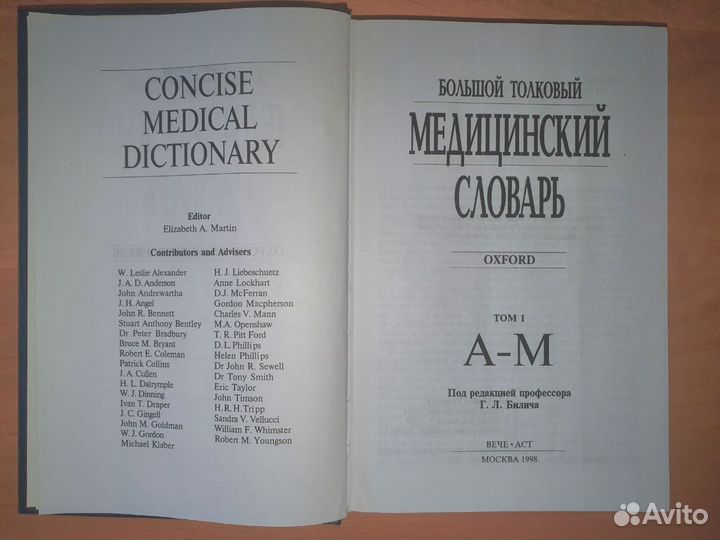 CONCISE
MEDICAL
DICTIONARY
Editor
Elizabeth A. Martin
Contributors and Advisers
W. Leslie Alexander
J. A. D. Anderson
John Andrewartha
J. H. Angel
John R. Bennett
Stuart Anthony Bentley
Dr Peter Bradbury
Bruce M. Bryant
Robert E. Coleman
Patrick Collins
J. A. Cullen
H. L. Dalrymple
W. J. Dinning
Ivan T. Draper
J. C. Gingell
John M. Goldman
W. J. Gordon
Michael Klaber
H. J. Liebeschuetz
Anne Lockhart
D.J. McFerran
Gordon Macpherson
Charles V. Mann
M.A. Openshaw
T. R. Pitt Ford
D.L. Phillips
Helen Phillips
Dr John R. Sewell
Dr Tony Smith
Eric Taylor
John Timson
H.R.H.Tripp
Sandra V. Vellucci
William F. Whimster
Robert M. Youngson
БОЛЬШОЙ ТОЛКОВЫЙ
МЕДИЦИНСКИЙ
СЛОВАРЬ
OXFORD
ТОМ 1
А-М
Под редакцией профессора
Г. Л. Билича
ВЕЧЕ • АСТ
МОСКВА 1998
Avito